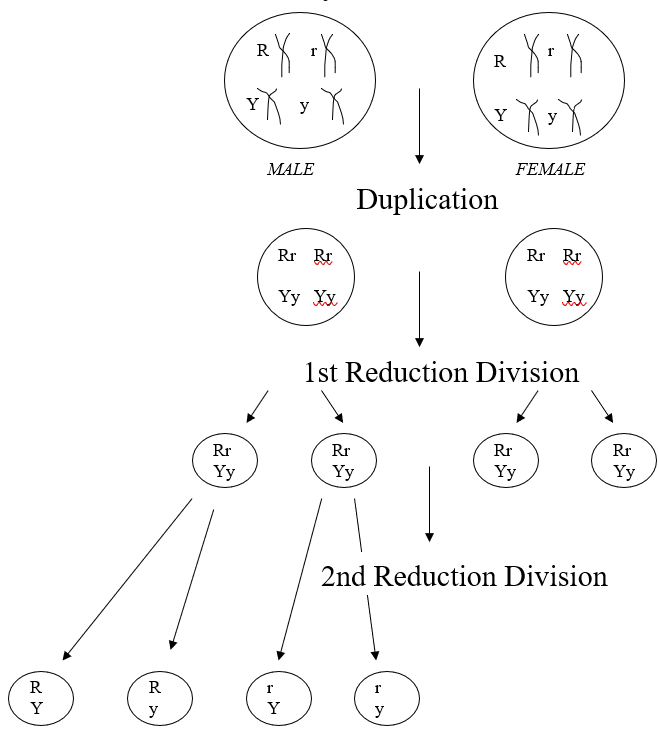 R r
Y y
R r
Y y
MALE
FEMALE
Duplication
Rr Rr
Yy Yy
Rr Rr
Yy Yy
1st Reduction Division
Rr
Yy
Rr
Yy
Rr
Yy
Rr
Yy
2nd Reduction Division
R
Y
R
y
r
Y
r
y